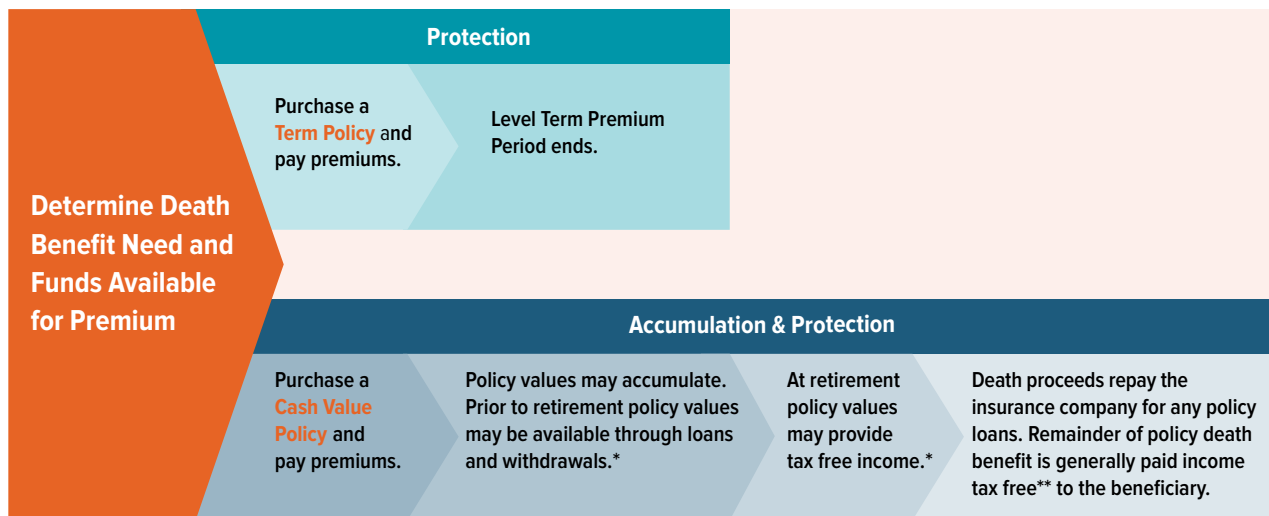 Determine Death
Benefit Need and
Funds Available
for Premium
Protection
Purchase a
Term Policy and
pay premiums.
Level Term Premium
Period ends.
Accumulation & Protection
Purchase a
Cash Value
Policy and
pay premiums.
Policy values may accumulate.
Prior to retirement policy values
may be available through loans
and withdrawals.*
At retirement
policy values
may provide
tax free income.*
Death proceeds repay the
insurance company for any policy
loans. Remainder of policy death
benefit is generally paid income
tax free** to the beneficiary.